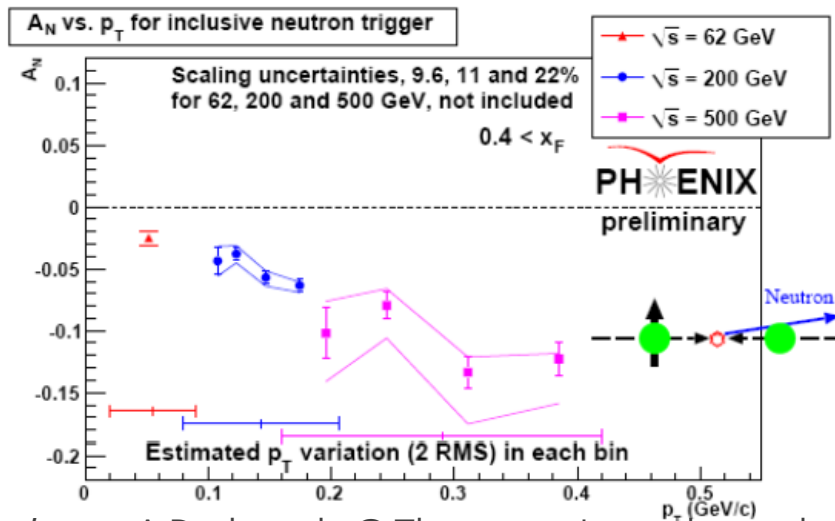 A_N vs. p_T for inclusive neutron trigger
√s = 62 GeV
√s = 200 GeV
√s = 500 GeV
A_N
Scaling uncertainties, 9.6, 11 and 22%
for 62, 200 and 500 GeV, not included
0.4 < x_F
PHENIX
preliminary
Neutron
0.1
0.05
0
-0.05
-0.1
-0.15
-0.2
Estimated p_T variation (2 RMS) in each bin
0 0.1 0.2 0.3 0.4 0.5
p_T (GeV/c)